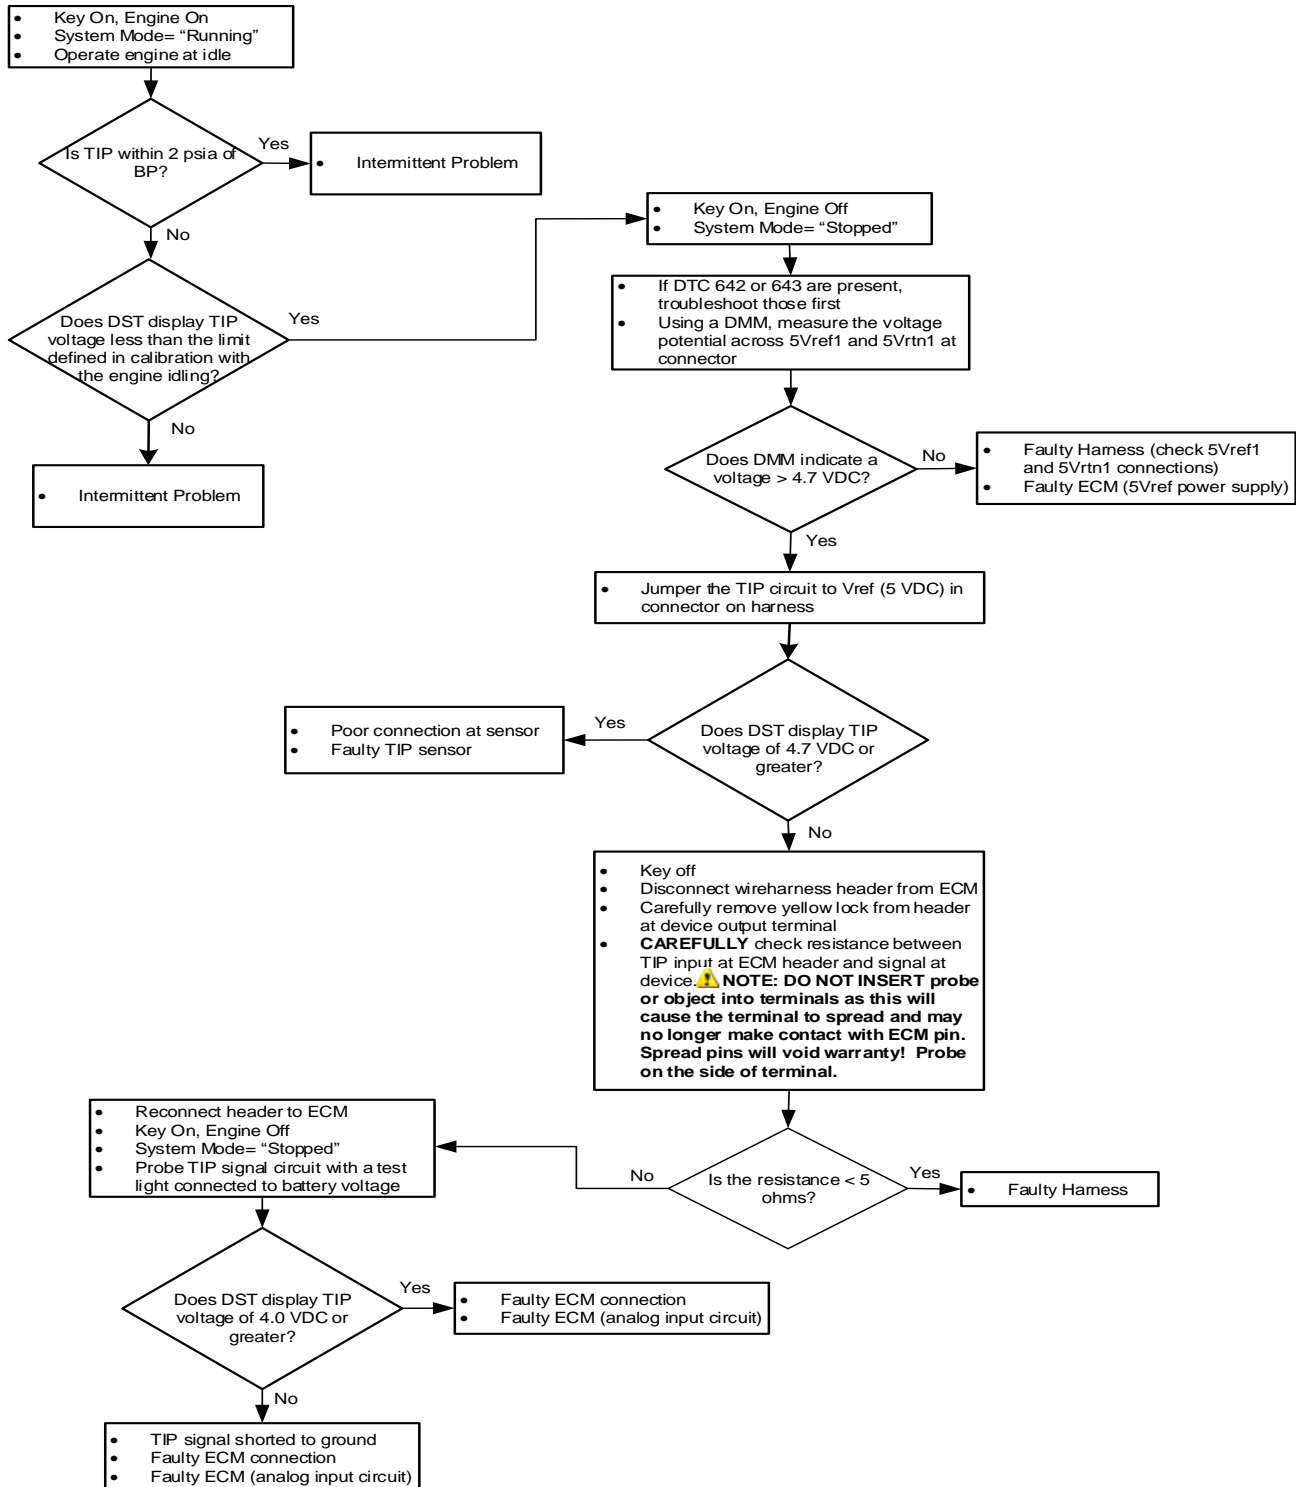 • Key On, Engine On
• System Mode= “Running”
• Operate engine at idle
Is TIP within 2 psia of
BP?
Yes
• Intermittent Problem
No
Does DST display TIP
voltage less than the limit
defined in calibration with
the engine idling?
Yes
No
• Intermittent Problem
• Key On, Engine Off
• System Mode= “Stopped”
• If DTC 642 or 643 are present,
troubleshoot those first
• Using a DMM, measure the voltage
potential across 5Vref1 and 5Vrtn1 at
connector
Does DMM indicate a
voltage > 4.7 VDC?
No
• Faulty Harness (check 5Vref1
and 5Vrtn1 connections)
• Faulty ECM (5Vref power supply)
Yes
• Jumper the TIP circuit to Vref (5 VDC) in
connector on harness
Does DST display TIP
voltage of 4.7 VDC or
greater?
Yes
• Poor connection at sensor
• Faulty TIP sensor
No
• Key off
• Disconnect wireharness header from ECM
• Carefully remove yellow lock from header
at device output terminal
• CAREFULLY check resistance between
TIP input at ECM header and signal at
device. NOTE: DO NOT INSERT probe
or object into terminals as this will
cause the terminal to spread and may
no longer make contact with ECM pin.
Spread pins will void warranty! Probe
on the side of terminal.
Is the resistance < 5
ohms?
Yes
• Faulty Harness
No
• Reconnect header to ECM
• Key On, Engine Off
• System Mode= “Stopped”
• Probe TIP signal circuit with a test
light connected to battery voltage
Does DST display TIP
voltage of 4.0 VDC or
greater?
Yes
• Faulty ECM connection
• Faulty ECM (analog input circuit)
No
• TIP signal shorted to ground
• Faulty ECM connection
• Faulty ECM (analog input circuit)